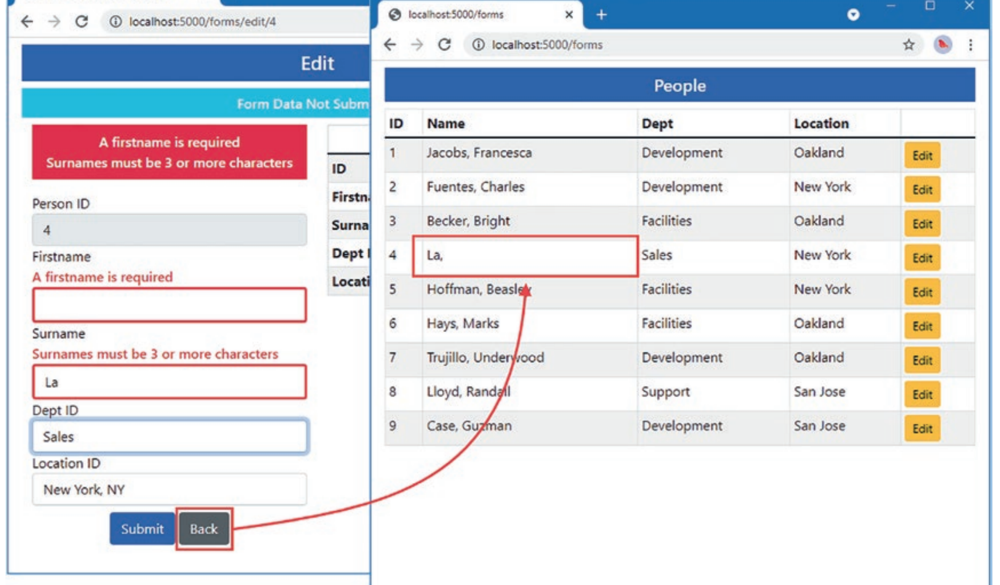 localhost:5000/forms/edit/4
Edit
Form Data Not Subm
A firstname is required
Surnames must be 3 or more characters
Person ID
4
Firstname
A firstname is required
Surname
Surnames must be 3 or more characters
La
Dept ID
Sales
Location ID
New York, NY
Submit Back
ID
Firstn
Surna
Dept
Locati
localhost:5000/forms
localhost:5000/forms
People
ID Name Dept Location
1 Jacobs, Francesca Development Oakland Edit
2 Fuentes, Charles Development New York Edit
3 Becker, Bright Facilities Oakland Edit
4 La, Sales New York Edit
5 Hoffman, Beasley Facilities New York Edit
6 Hays, Marks Facilities Oakland Edit
7 Trujillo, Underwood Development Oakland Edit
8 Lloyd, Randall Support San Jose Edit
9 Case, Guzman Development San Jose Edit